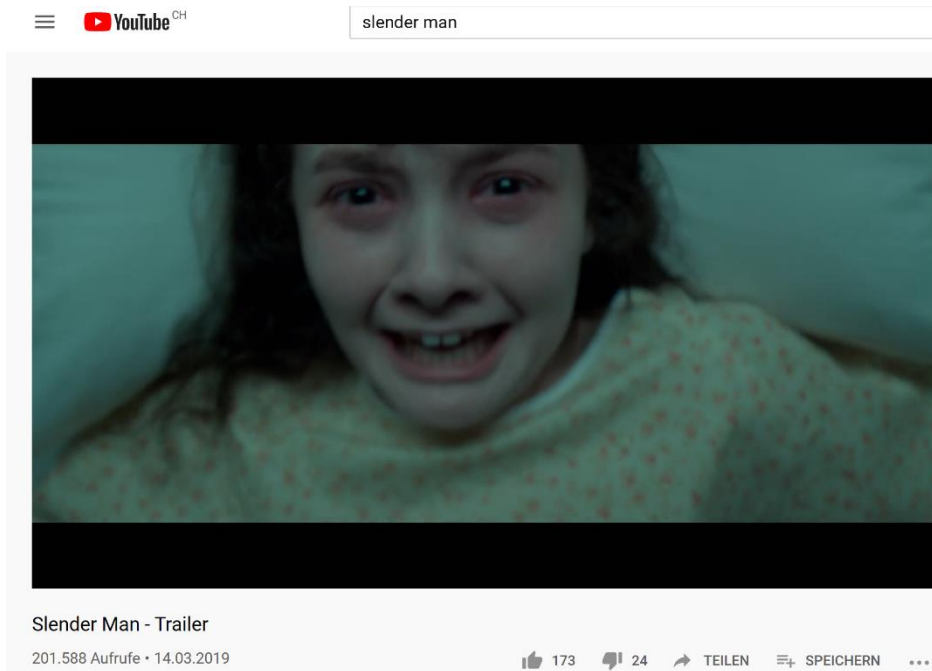 YouTube CH
slender man
Slender Man - Trailer
201.588 Aufrufe • 14.03.2019
173 24 TEILEN SPEICHERN